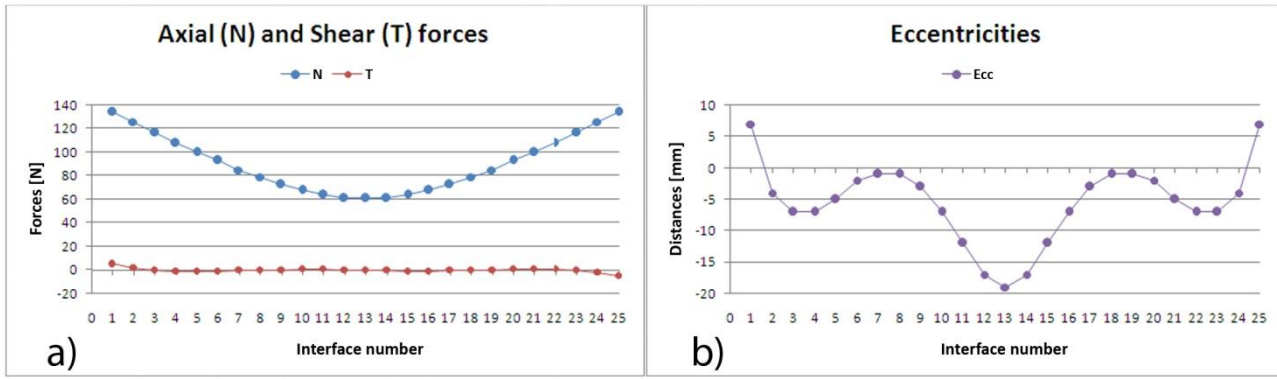 Axial (N) and Shear (T) forces
N T
Forces [N]
140
120
100
80
60
40
20
0
-20
0 1 2 3 4 5 6 7 8 9 10 11 12 13 14 15 16 17 18 19 20 21 22 23 24 25
Interface number
a)
Eccentricities
Ecc
Distances [mm]
10
5
0
-5
-10
-15
-20
0 1 2 3 4 5 6 7 8 9 10 11 12 13 14 15 16 17 18 19 20 21 22 23 24 25
Interface number
b)